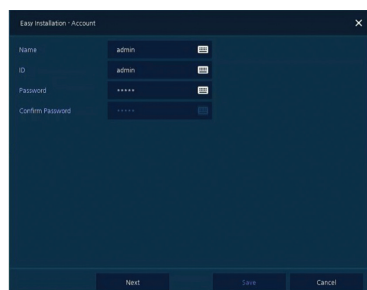 Easy Installation - Account
Name admin
ID admin
Password *****
Confirm Password *****
Next Save Cancel